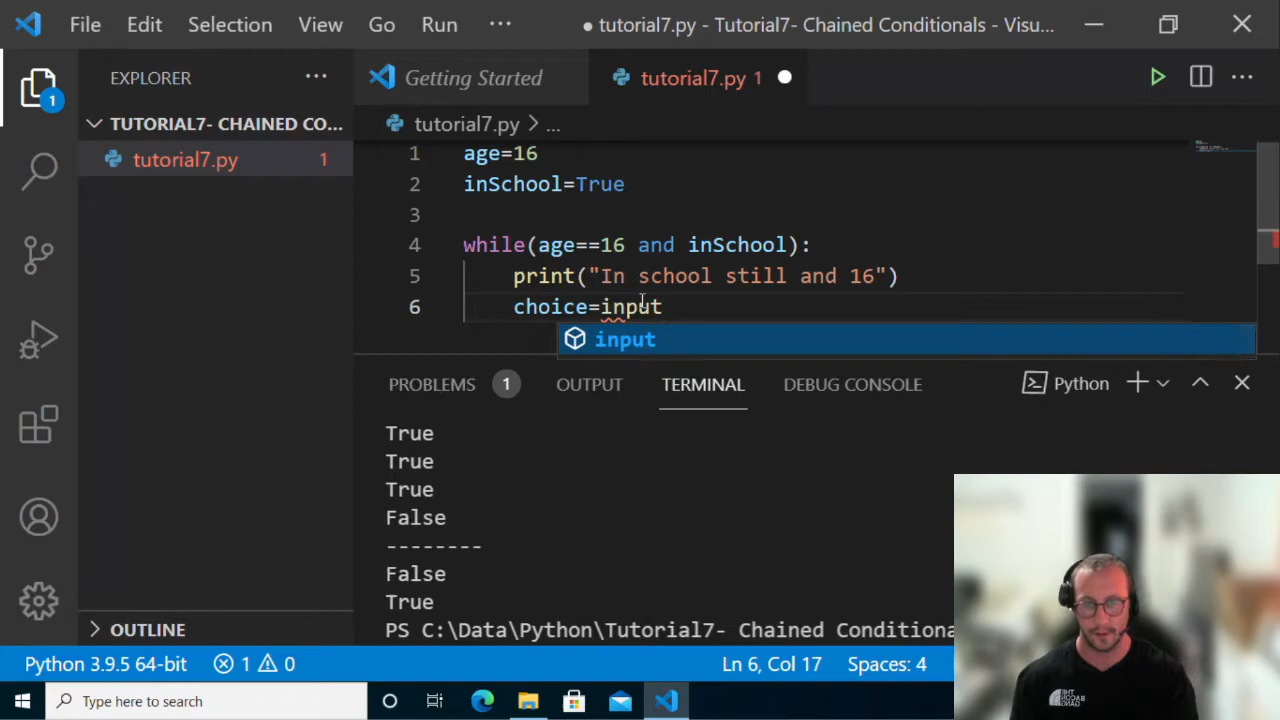 File Edit Selection View Go Run ··· ● tutorial7.py - Tutorial7- Chained Conditionals - Visu...
EXPLORER ···
Getting Started
tutorial7.py 1
1
TUTORIAL7- CHAINED CO...
tutorial7.py > ...
tutorial7.py 1
1 age=16
2 inSchool=True
3
4 while(age==16 and inSchool):
5 print("In school still and 16")
6 choice=input
input
PROBLEMS 1 OUTPUT TERMINAL DEBUG CONSOLE Python
True
True
True
False
--------
False
True
PS C:\Data\Python\Tutorial7- Chained Conditiona
OUTLINE
Python 3.9.5 64-bit 1 0 Ln 6, Col 17 Spaces: 4
Type here to search